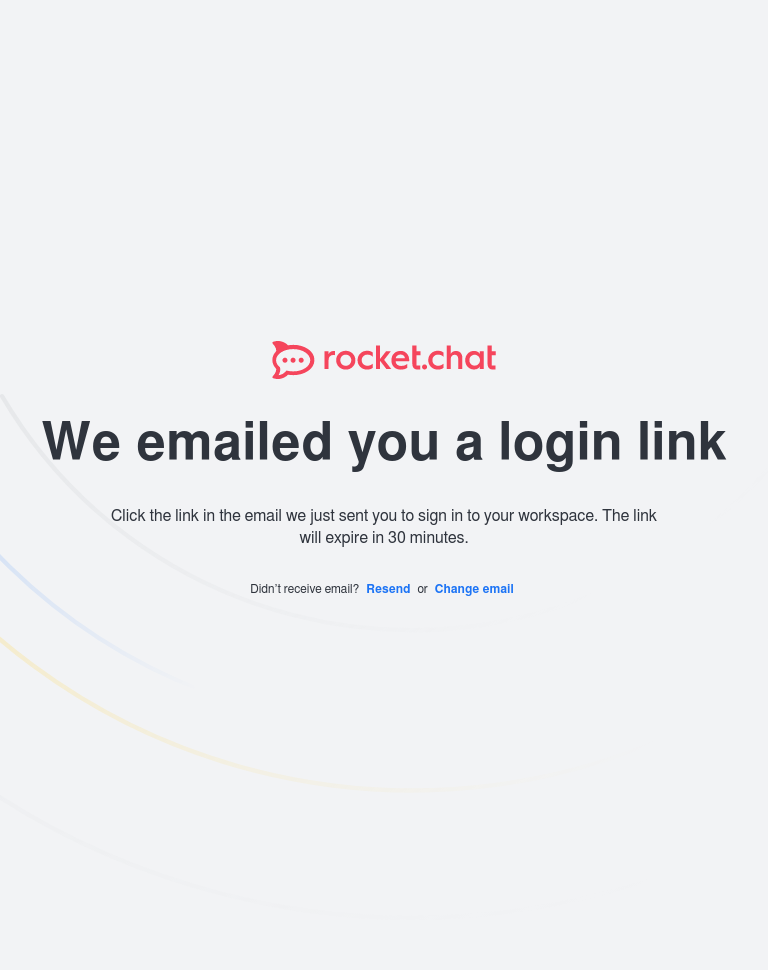 rocket.chat
We emailed you a login link
Click the link in the email we just sent you to sign in to your workspace. The link
will expire in 30 minutes.
Didn’t receive email? Resend or Change email